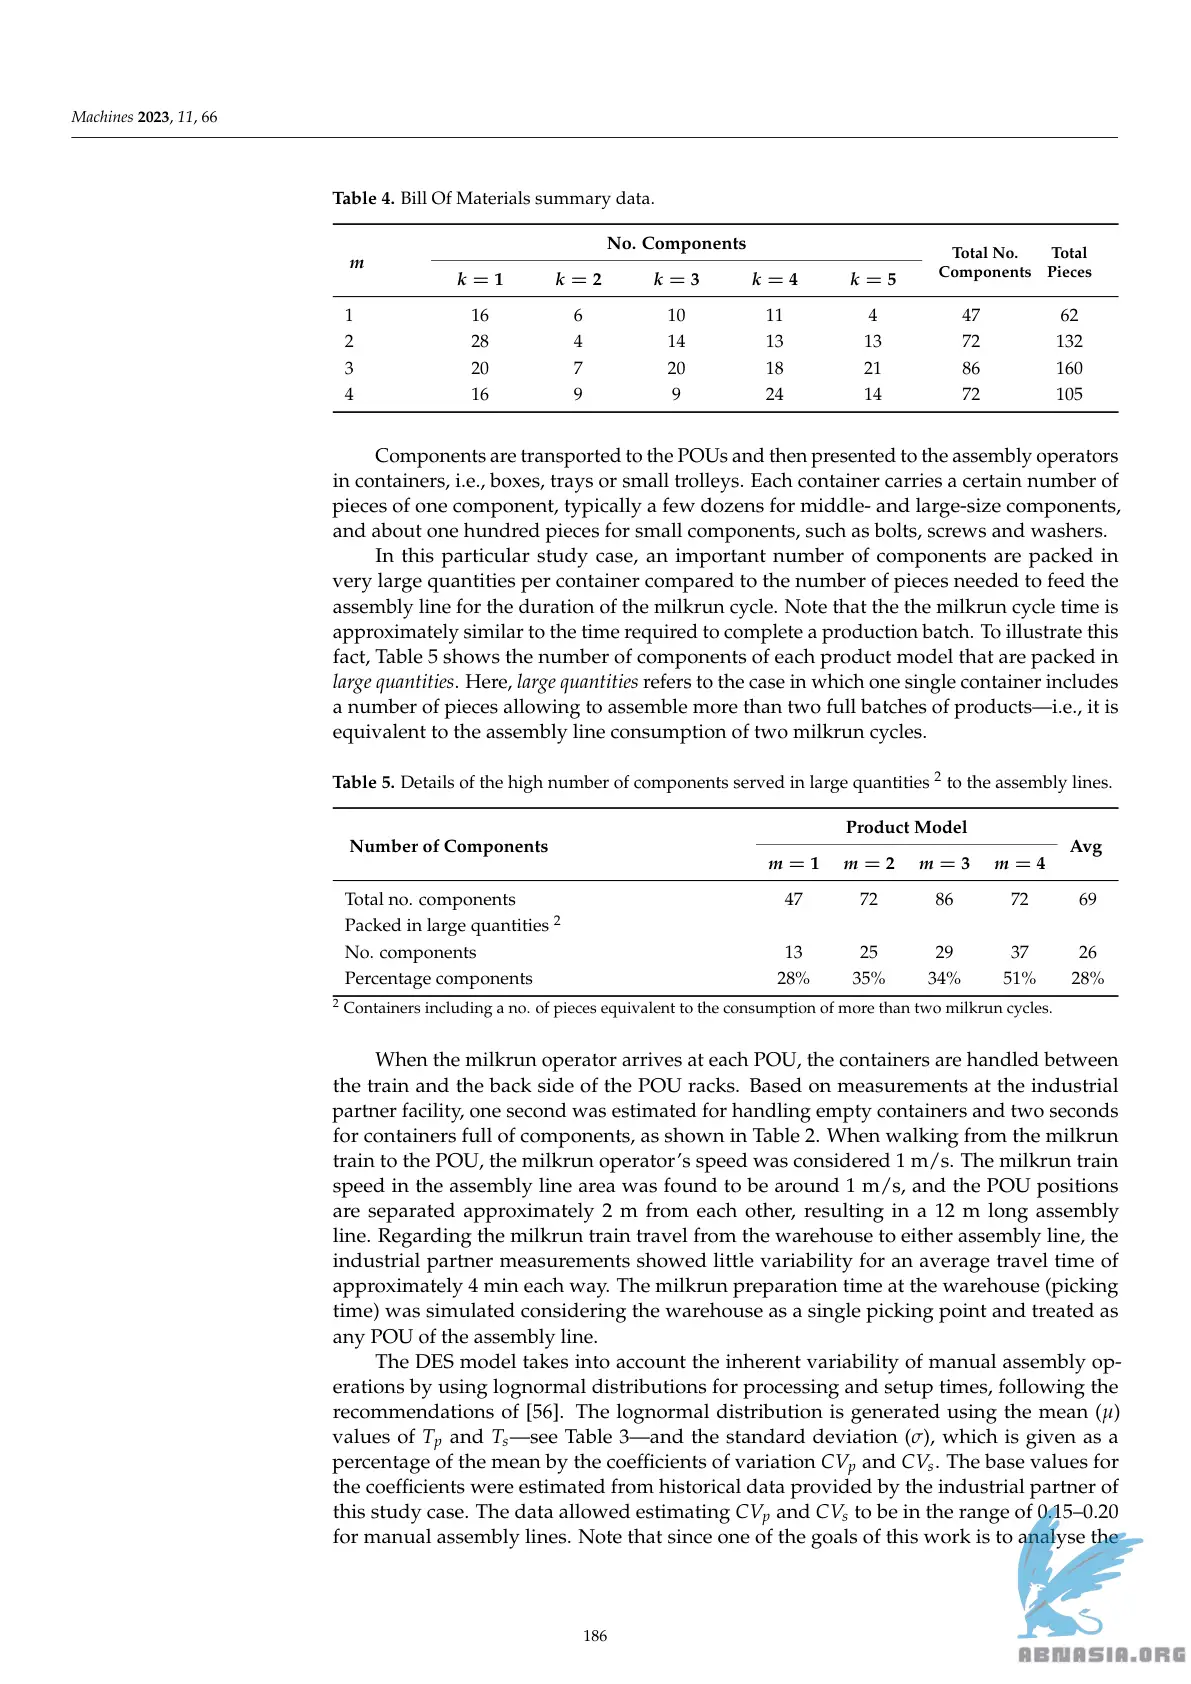 Machines 2023, 11, 66
Table 4. Bill Of Materials summary data.
m No. Components Total No. Components Total Pieces
k = 1 k = 2 k = 3 k = 4 k = 5
1 16 6 10 11 4 47 62
2 28 4 14 13 13 72 132
3 20 7 20 18 21 86 160
4 16 9 9 24 14 72 105
Components are transported to the POUs and then presented to the assembly operators
in containers, i.e., boxes, trays or small trolleys. Each container carries a certain number of
pieces of one component, typically a few dozens for middle- and large-size components,
and about one hundred pieces for small components, such as bolts, screws and washers.
In this particular study case, an important number of components are packed in
very large quantities per container compared to the number of pieces needed to feed the
assembly line for the duration of the milkrun cycle. Note that the the milkrun cycle time is
approximately similar to the time required to complete a production batch. To illustrate this
fact, Table 5 shows the number of components of each product model that are packed in
large quantities. Here, large quantities refers to the case in which one single container includes
a number of pieces allowing to assemble more than two full batches of products—i.e., it is
equivalent to the assembly line consumption of two milkrun cycles.
Table 5. Details of the high number of components served in large quantities 2 to the assembly lines.
Number of Components Product Model Avg
m = 1 m = 2 m = 3 m = 4
Total no. components 47 72 86 72 69
Packed in large quantities 2
No. components 13 25 29 37 26
Percentage components 28% 35% 34% 51% 28%
2 Containers including a no. of pieces equivalent to the consumption of more than two milkrun cycles.
When the milkrun operator arrives at each POU, the containers are handled between
the train and the back side of the POU racks. Based on measurements at the industrial
partner facility, one second was estimated for handling empty containers and two seconds
for containers full of components, as shown in Table 2. When walking from the milkrun
train to the POU, the milkrun operator's speed was considered 1 m/s. The milkrun train
speed in the assembly line area was found to be around 1 m/s, and the POU positions
are separated approximately 2 m from each other, resulting in a 12 m long assembly
line. Regarding the milkrun train travel from the warehouse to either assembly line, the
industrial partner measurements showed little variability for an average travel time of
approximately 4 min each way. The milkrun preparation time at the warehouse (picking
time) was simulated considering the warehouse as a single picking point and treated as
any POU of the assembly line.
The DES model takes into account the inherent variability of manual assembly op-
erations by using lognormal distributions for processing and setup times, following the
recommendations of [56]. The lognormal distribution is generated using the mean (μ)
values of Tp and Ts—see Table 3—and the standard deviation (σ), which is given as a
percentage of the mean by the coefficients of variation CVp and CVs. The base values for
the coefficients were estimated from historical data provided by the industrial partner of
this study case. The data allowed estimating CVp and CVs to be in the range of 0.15–0.20
for manual assembly lines. Note that since one of the goals of this work is to analyse the
186
ABNASIA.ORG